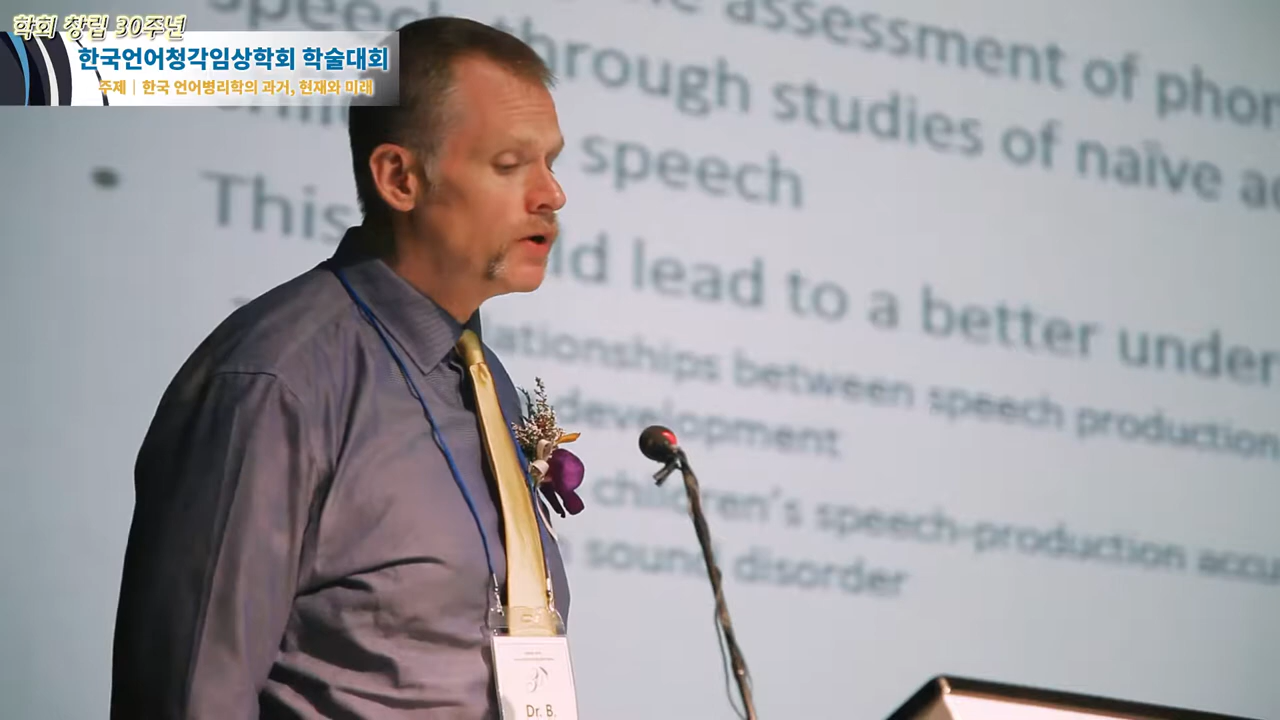 학회 창립 30주년
한국언어청각임상학회 학술대회
주제 | 한국 언어병리학의 과거, 현재와 미래
assessment of phon
through studies of naïve a
speech
• This ld lead to a better under
lationships between speech production
development
children's speech-production accu
sound disorder
Dr. B.